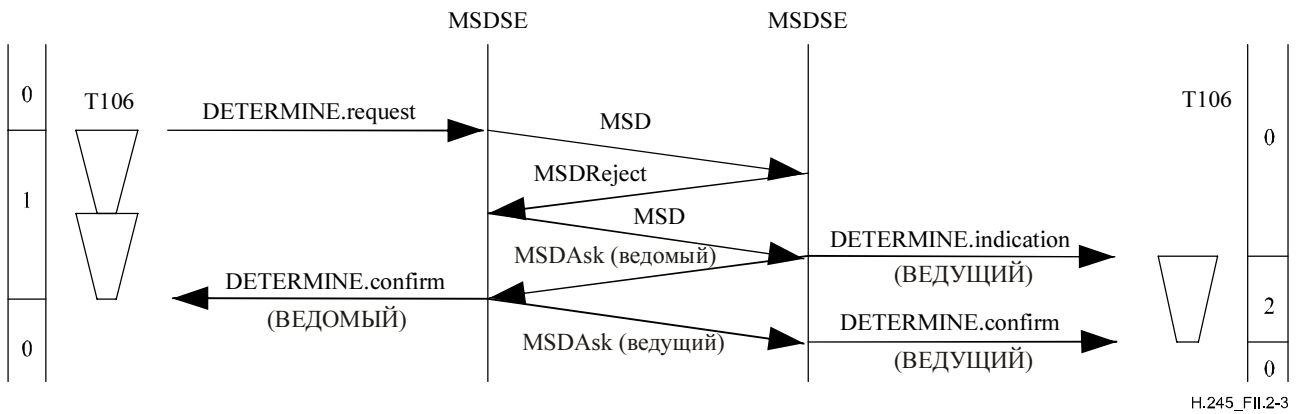 MSDSE MSDSE
0 T106 T106 0
DETERMINE.request
MSD
MSDReject
1
MSD
DETERMINE.indication
MSDAsk (ведомый)
(ВЕДУЩИЙ)
DETERMINE.confirm
(ВЕДОМЫЙ)
2
DETERMINE.confirm
MSDAsk (ведущий)
(ВЕДУЩИЙ)
0 0
H.245_FII.2-3